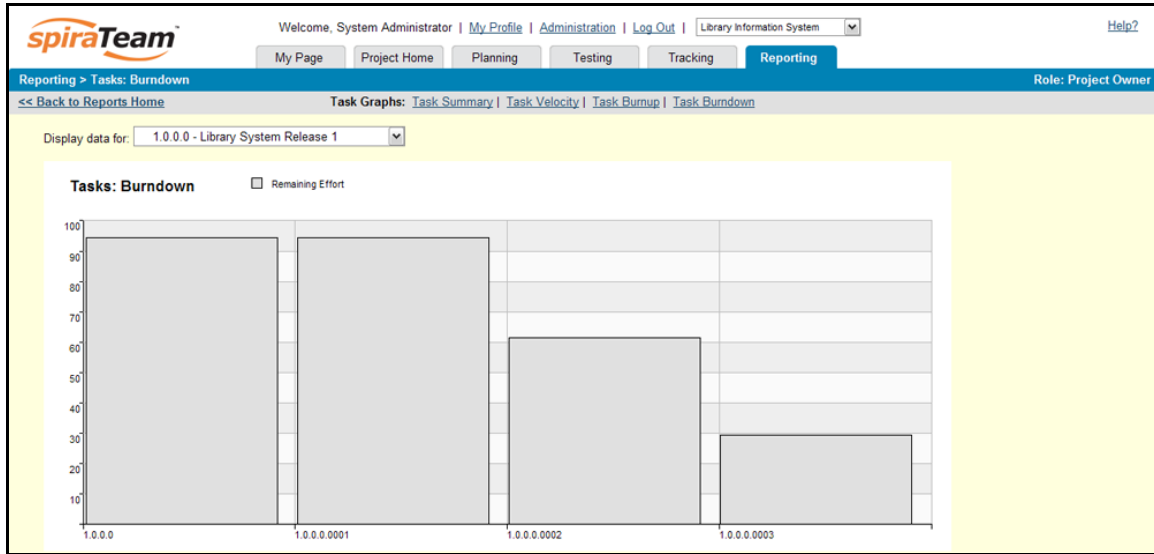 spiraTeam™
Welcome, System Administrator | My Profile | Administration | Log Out | Library Information System
Help?
My Page Project Home Planning Testing Tracking Reporting
Reporting > Tasks: Burndown Role: Project Owner
<< Back to Reports Home Task Graphs: Task Summary | Task Velocity | Task Burnup | Task Burndown
Display data for: 1.0.0.0 - Library System Release 1
Tasks: Burndown Remaining Effort
100
90
80
70
60
50
40
30
20
10
1.0.0.0 1.0.0.0.0001 1.0.0.0.0002 1.0.0.0.0003